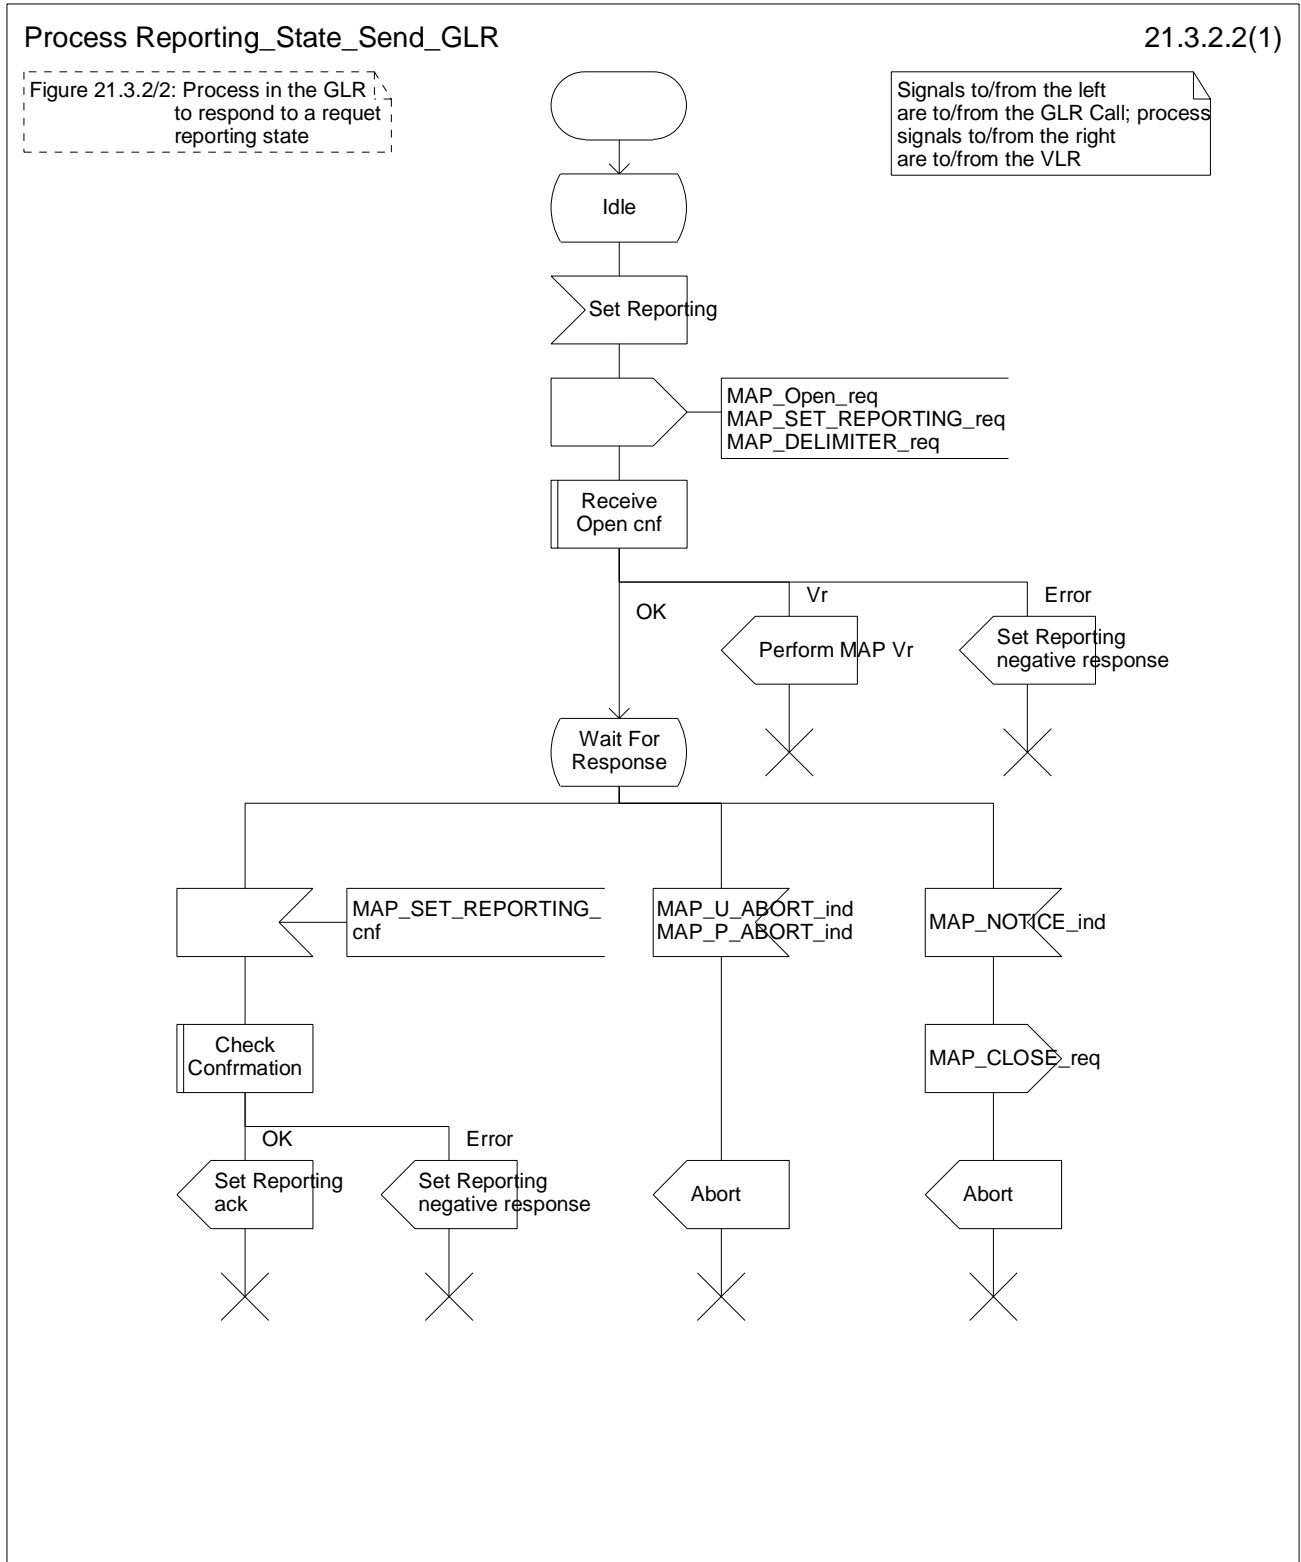 Process Reporting_State_Send_GLR
21.3.2.2(1)
Figure 21.3.2/2: Process in the GLR
to respond to a requet
reporting state
Signals to/from the left
are to/from the GLR Call; process
signals to/from the right
are to/from the VLR
Idle
Set Reporting
MAP_Open_req
MAP_SET_REPORTING_req
MAP_DELIMITER_req
Receive
Open cnf
OK
Vr
Error
Perform MAP Vr
Set Reporting
negative response
Wait For
Response
MAP_SET_REPORTING_
cnf
MAP_U_ABORT_ind
MAP_P_ABORT_ind
MAP_NOTICE_ind
Check
Confrmation
MAP_CLOSE_req
OK
Error
Set Reporting
ack
Set Reporting
negative response
Abort
Abort